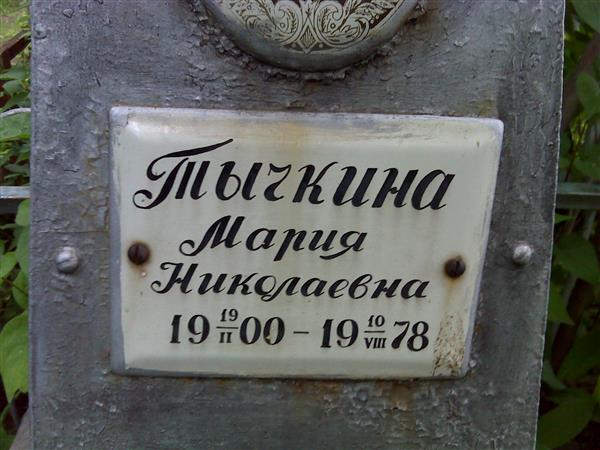 Тычкина
Мария
Николаевна
19 19/II 00 - 19 10/VIII 78